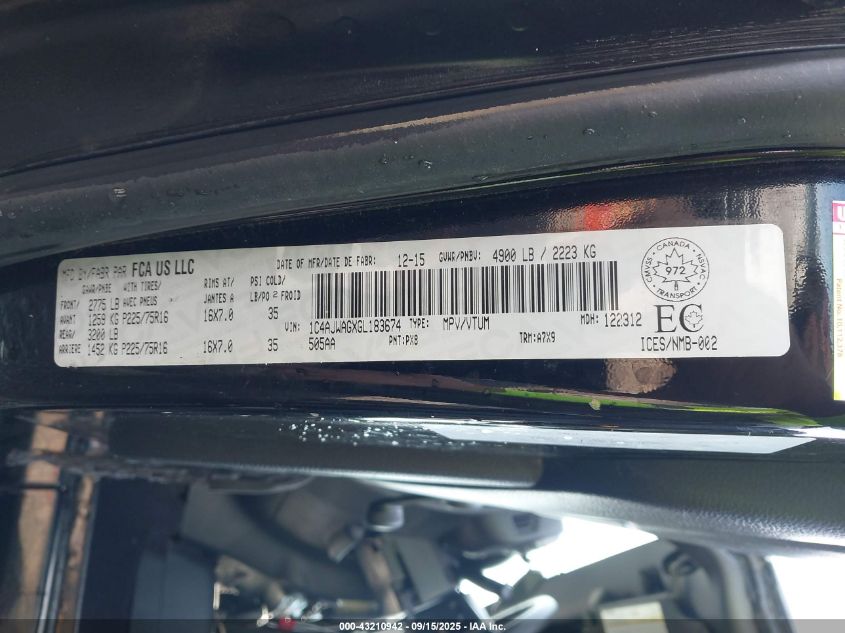 MFD BY/FABR PAR FCA US LLC
DATE OF MFR/DATE DE FABR: 12-15 GVWR/PNBV: 4900 LB / 2223 KG
GAWR/PNBE WITH TIRES/ RIMS AT/ PSI COLD/
FRONT/ 2775 LB AVEC PNEUS JANTES A LB/PO2 FROID
AVANT 1259 KG P225/75R16 16X7.0 35
REAR/ 3200 LB
ARRIERE 1452 KG P225/75R16 16X7.0 35
VIN: 1C4AJWAGXGL183674 TYPE: MPV/VTUM MDH: 122312
505AA PNT:PX8 TRM:A7X9
CANADA
CMVSS NSVAC
972
TRANSPORT
EC
ICES/NMB-002
000-43210942 - 09/15/2025 - IAA Inc.